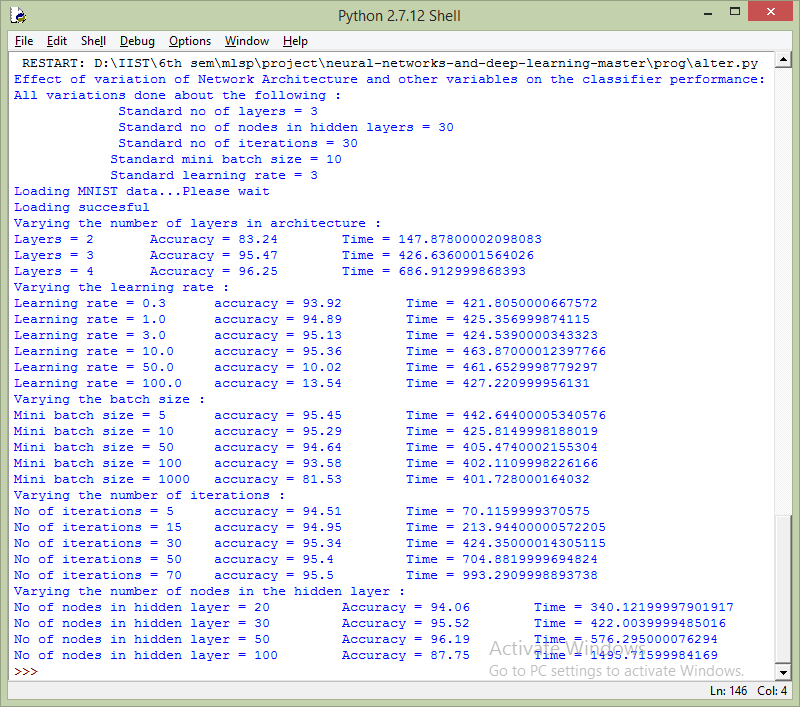 Python 2.7.12 Shell
File Edit Shell Debug Options Window Help
RESTART: D:\IIST\6th sem\mlsp\project\neural-networks-and-deep-learning-master\prog\alter.py
Effect of variation of Network Architecture and other variables on the classifier performance:
All variations done about the following :
Standard no of layers = 3
Standard no of nodes in hidden layers = 30
Standard no of iterations = 30
Standard mini batch size = 10
Standard learning rate = 3
Loading MNIST data...Please wait
Loading succesful
Varying the number of layers in architecture :
Layers = 2 Accuracy = 83.24 Time = 147.87800002098083
Layers = 3 Accuracy = 95.47 Time = 426.6360001564026
Layers = 4 Accuracy = 96.25 Time = 686.912999868393
Varying the learning rate :
Learning rate = 0.3 accuracy = 93.92 Time = 421.8050000667572
Learning rate = 1.0 accuracy = 94.89 Time = 425.356999874115
Learning rate = 3.0 accuracy = 95.13 Time = 424.5390000343323
Learning rate = 10.0 accuracy = 95.36 Time = 463.87000012397766
Learning rate = 50.0 accuracy = 10.02 Time = 461.6529998779297
Learning rate = 100.0 accuracy = 13.54 Time = 427.220999956131
Varying the batch size :
Mini batch size = 5 accuracy = 95.45 Time = 442.64400005340576
Mini batch size = 10 accuracy = 95.29 Time = 425.8149998188019
Mini batch size = 50 accuracy = 94.64 Time = 405.4740002155304
Mini batch size = 100 accuracy = 93.58 Time = 402.1109998226166
Mini batch size = 1000 accuracy = 81.53 Time = 401.728000164032
Varying the number of iterations :
No of iterations = 5 accuracy = 94.51 Time = 70.1159999370575
No of iterations = 15 accuracy = 94.95 Time = 213.94400000572205
No of iterations = 30 accuracy = 95.34 Time = 424.35000014305115
No of iterations = 50 accuracy = 95.4 Time = 704.8819999694824
No of iterations = 70 accuracy = 95.5 Time = 993.2909998893738
Varying the number of nodes in the hidden layer :
No of nodes in hidden layer = 20 Accuracy = 94.06 Time = 340.12199997901917
No of nodes in hidden layer = 30 Accuracy = 95.52 Time = 422.0039999485016
No of nodes in hidden layer = 50 Accuracy = 96.19 Time = 576.295000076294
No of nodes in hidden layer = 100 Accuracy = 87.75 Time = 1495.71599984169
Activate Windows
>>>
Go to PC settings to activate Windows.
Ln: 146 Col: 4